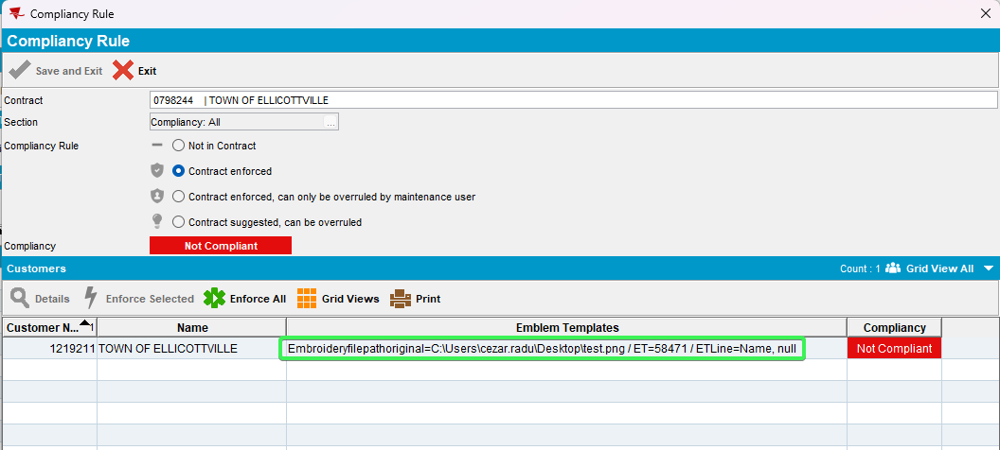 Compliancy Rule
Compliancy Rule
Save and Exit Exit
Contract 0798244 | TOWN OF ELLICOTTVILLE
Section Compliancy: All ...
Compliancy Rule Not in Contract
Contract enforced
Contract enforced, can only be overruled by maintenance user
Contract suggested, can be overruled
Compliancy Not Compliant
Customers Count : 1 Grid View All
Details Enforce Selected Enforce All Grid Views Print
Customer N... 1 Name Emblem Templates Compliancy
1219211 TOWN OF ELLICOTTVILLE Embroideryfilepathoriginal=C:\Users\cezar.radu\Desktop\test.png / ET=58471 / ETLine=Name, null Not Compliant